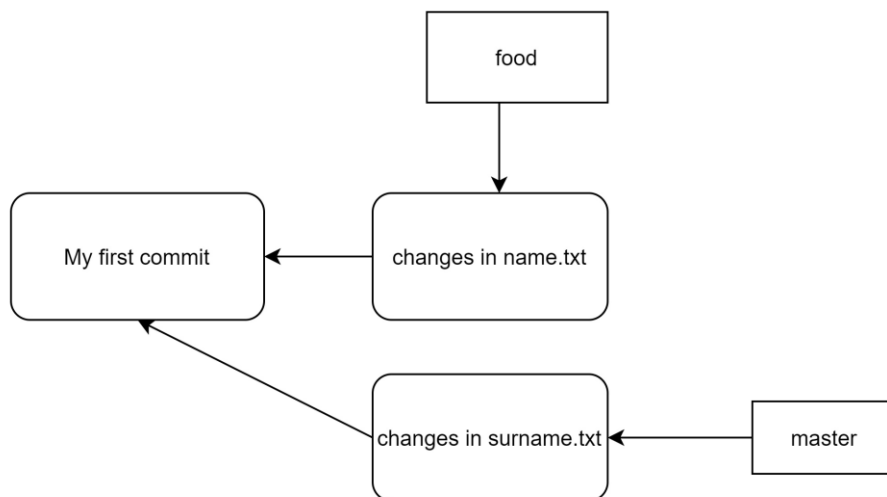 food
My first commit
changes in name.txt
changes in surname.txt
master